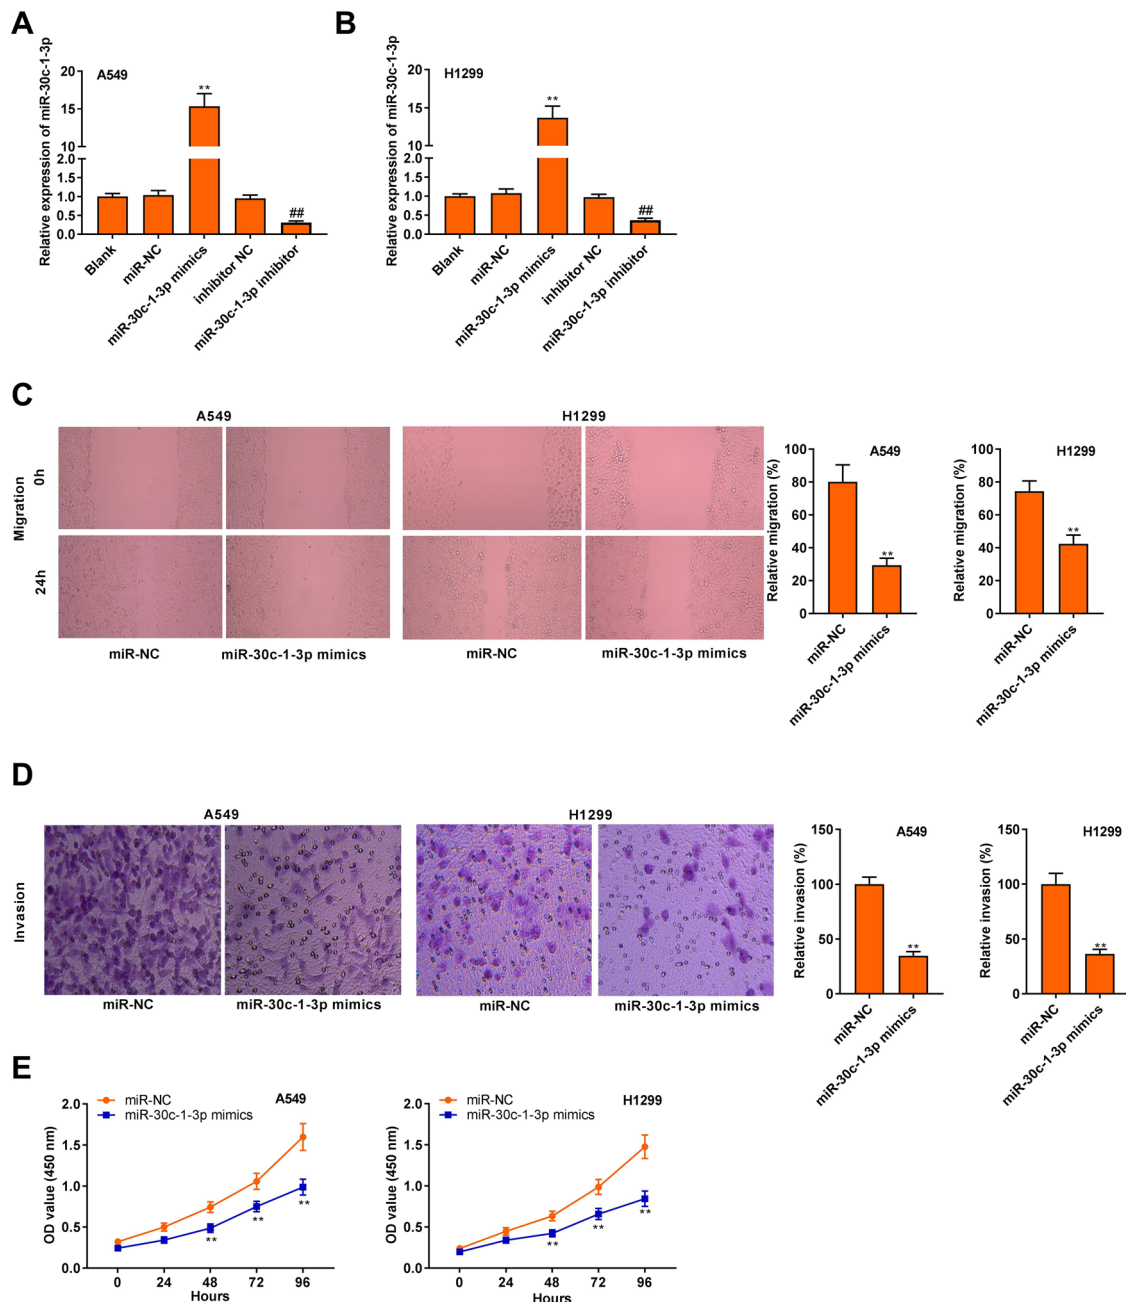 A
B
Relative expression of miR-30c-1-3p
A549
20
15
10
2.0
1.5
1.0
0.5
0.0
**
##
Blank
miR-NC
miR-30c-1-3p mimics
inhibitor NC
miR-30c-1-3p inhibitor
Relative expression of miR-30c-1-3p
H1299
20
15
10
2.0
1.5
1.0
0.5
0.0
**
##
Blank
miR-NC
miR-30c-1-3p mimics
inhibitor NC
miR-30c-1-3p inhibitor
C
A549
H1299
Migration
0h
24h
miR-NC
miR-30c-1-3p mimics
miR-NC
miR-30c-1-3p mimics
Relative migration (%)
A549
100
80
60
40
20
0
**
miR-NC
miR-30c-1-3p mimics
Relative migration (%)
H1299
100
80
60
40
20
0
**
miR-NC
miR-30c-1-3p mimics
D
A549
H1299
Invasion
miR-NC
miR-30c-1-3p mimics
miR-NC
miR-30c-1-3p mimics
Relative invasion (%)
A549
150
100
50
0
**
miR-NC
miR-30c-1-3p mimics
Relative invasion (%)
H1299
150
100
50
0
**
miR-NC
miR-30c-1-3p mimics
E
miR-NC
miR-30c-1-3p mimics
A549
OD value (450 nm)
2.0
1.5
1.0
0.5
0.0
**
**
**
0 24 48 72 96
Hours
miR-NC
miR-30c-1-3p mimics
H1299
OD value (450 nm)
2.0
1.5
1.0
0.5
0.0
**
**
**
0 24 48 72 96
Hours